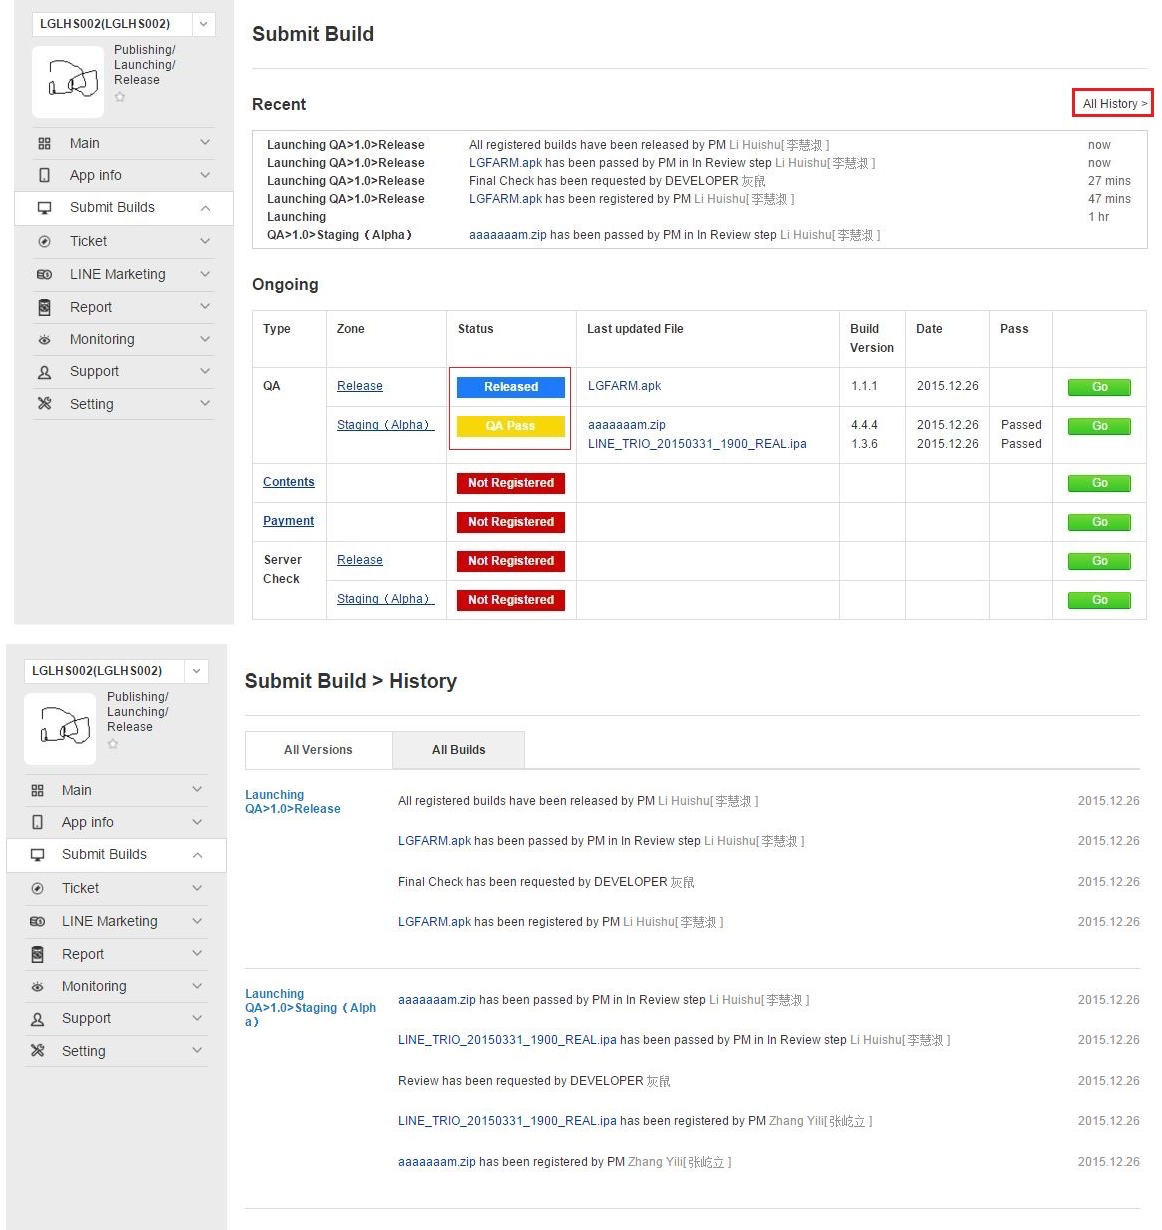 LGLHS002(LGLHS002)
Publishing/
Launching/
Release
Main
App info
Submit Builds
Ticket
LINE Marketing
Report
Monitoring
Support
Setting
Submit Build
Recent
All History >
Launching QA>1.0>Release All registered builds have been released by PM Li Huishu[李慧淑 ] now
Launching QA>1.0>Release LGFARM.apk has been passed by PM in In Review step Li Huishu[李慧淑 ] now
Launching QA>1.0>Release Final Check has been requested by DEVELOPER 灰鼠 27 mins
Launching QA>1.0>Release LGFARM.apk has been registered by PM Li Huishu[李慧淑 ] 47 mins
Launching 1 hr
QA>1.0>Staging（Alpha） aaaaaaam.zip has been passed by PM in In Review step Li Huishu[李慧淑 ]
Ongoing
Type Zone Status Last updated File Build Date Pass
Version
QA Release Released LGFARM.apk 1.1.1 2015.12.26 Go
Staging（Alpha） QA Pass aaaaaaam.zip 4.4.4 2015.12.26 Passed Go
LINE_TRIO_20150331_1900_REAL.ipa 1.3.6 2015.12.26 Passed
Contents Not Registered Go
Payment Not Registered Go
Server Release Not Registered Go
Check
Staging（Alpha） Not Registered Go
LGLHS002(LGLHS002)
Publishing/
Launching/
Release
Main
App info
Submit Builds
Ticket
LINE Marketing
Report
Monitoring
Support
Setting
Submit Build > History
All Versions All Builds
Launching
QA>1.0>Release
All registered builds have been released by PM Li Huishu[李慧淑 ] 2015.12.26
LGFARM.apk has been passed by PM in In Review step Li Huishu[李慧淑 ] 2015.12.26
Final Check has been requested by DEVELOPER 灰鼠 2015.12.26
LGFARM.apk has been registered by PM Li Huishu[李慧淑 ] 2015.12.26
Launching
QA>1.0>Staging（Alph
a）
aaaaaaam.zip has been passed by PM in In Review step Li Huishu[李慧淑 ] 2015.12.26
LINE_TRIO_20150331_1900_REAL.ipa has been passed by PM in In Review step Li Huishu[李慧淑 ] 2015.12.26
Review has been requested by DEVELOPER 灰鼠 2015.12.26
LINE_TRIO_20150331_1900_REAL.ipa has been registered by PM Zhang Yili[张屹立 ] 2015.12.26
aaaaaaam.zip has been registered by PM Zhang Yili[张屹立 ] 2015.12.26